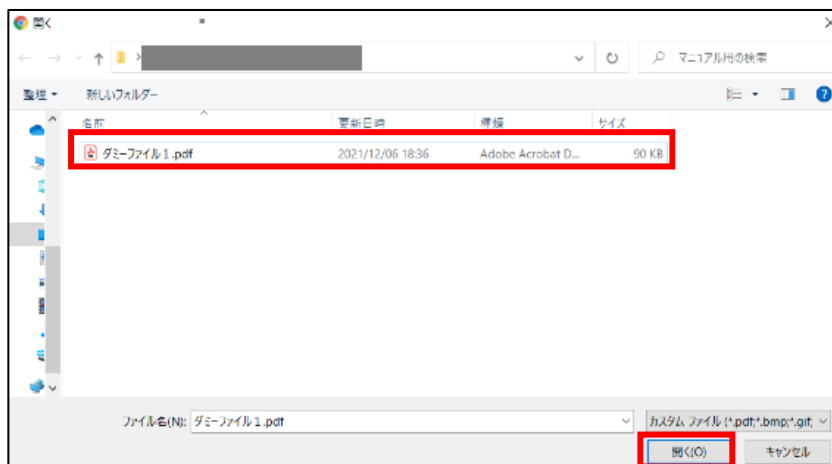 開く
マニュアル用の検索
整理 新しいフォルダー
名前 更新日時 種類 サイズ
ダミーファイル1.pdf 2021/12/06 18:36 Adobe Acrobat D... 90 KB
ファイル名(N): ダミーファイル1.pdf カスタム ファイル (*.pdf;*.bmp;*.gif;
開く(O) キャンセル